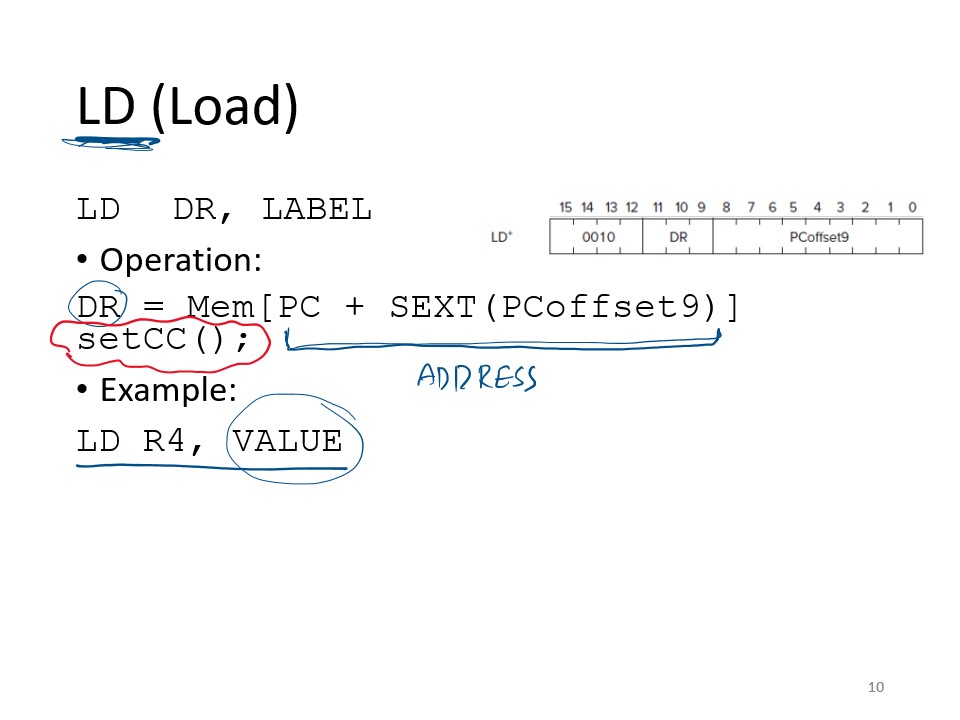 LD (Load)
LD DR, LABEL
15 14 13 12 11 10 9 8 7 6 5 4 3 2 1 0
LD+ 0010 DR PCoffset9
• Operation:
DR = Mem[PC + SEXT(PCoffset9)]
setCC();
ADDRESS
• Example:
LD R4, VALUE
10